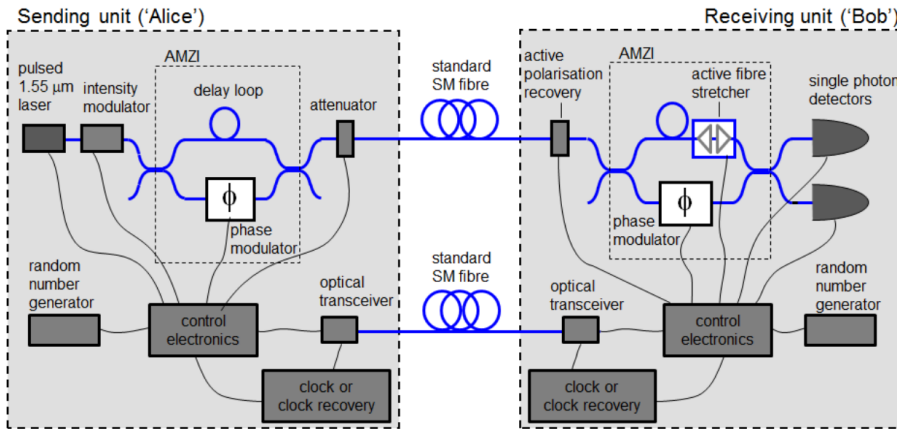 Sending unit (‘Alice’)
Receiving unit (‘Bob’)
AMZI
pulsed
1.55 μm
laser
intensity
modulator
delay loop
attenuator
standard
SM fibre
active
polarisation
recovery
AMZI
active fibre
stretcher
single photon
detectors
ϕ
phase
modulator
ϕ
phase
modulator
random
number
generator
control
electronics
optical
transceiver
standard
SM fibre
optical
transceiver
control
electronics
random
number
generator
clock or
clock recovery
clock or
clock recovery